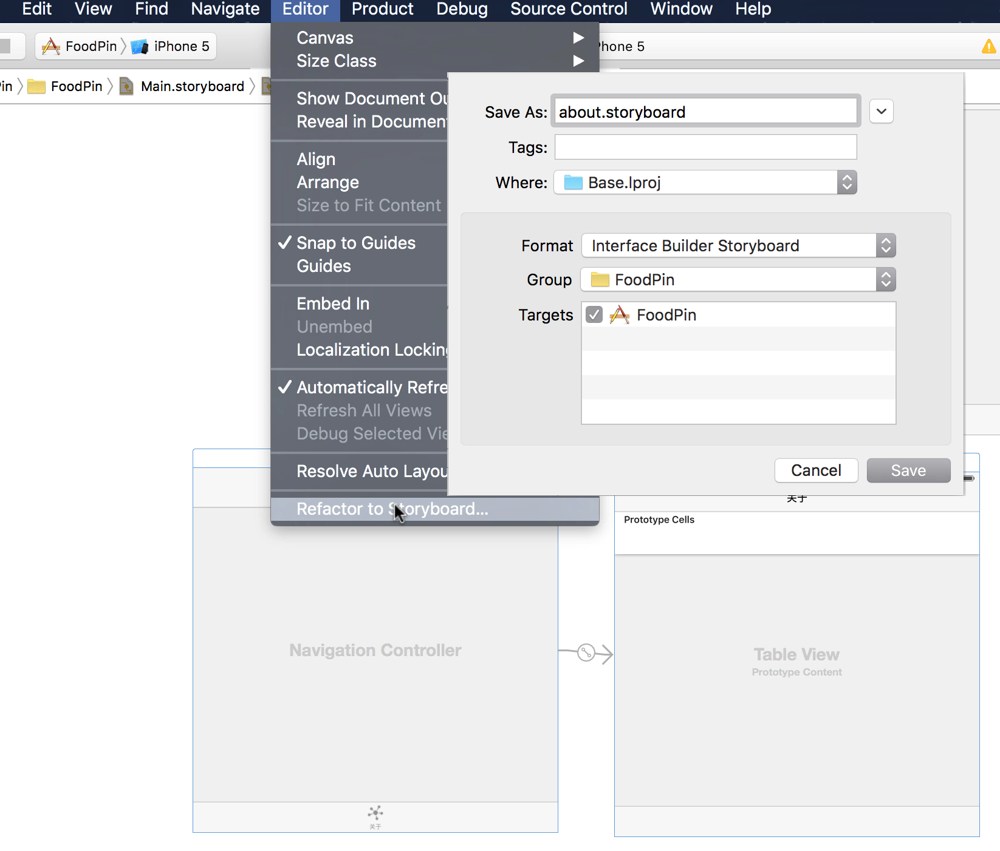 Edit View Find Navigate Editor Product Debug Source Control Window Help
FoodPin iPhone 5
Phone 5
in FoodPin Main.storyboard
Canvas
Size Class
Show Document Ou
Reveal in Documen
Align
Arrange
Size to Fit Content
Snap to Guides
Guides
Embed In
Unembed
Localization Locking
Automatically Refre
Refresh All Views
Debug Selected Vie
Resolve Auto Layou
Refactor to Storyboard...
Save As: about.storyboard
Tags:
Where: Base.lproj
Format Interface Builder Storyboard
Group FoodPin
Targets FoodPin
Cancel Save
关于
Prototype Cells
Navigation Controller
Table View
Prototype Content
关于